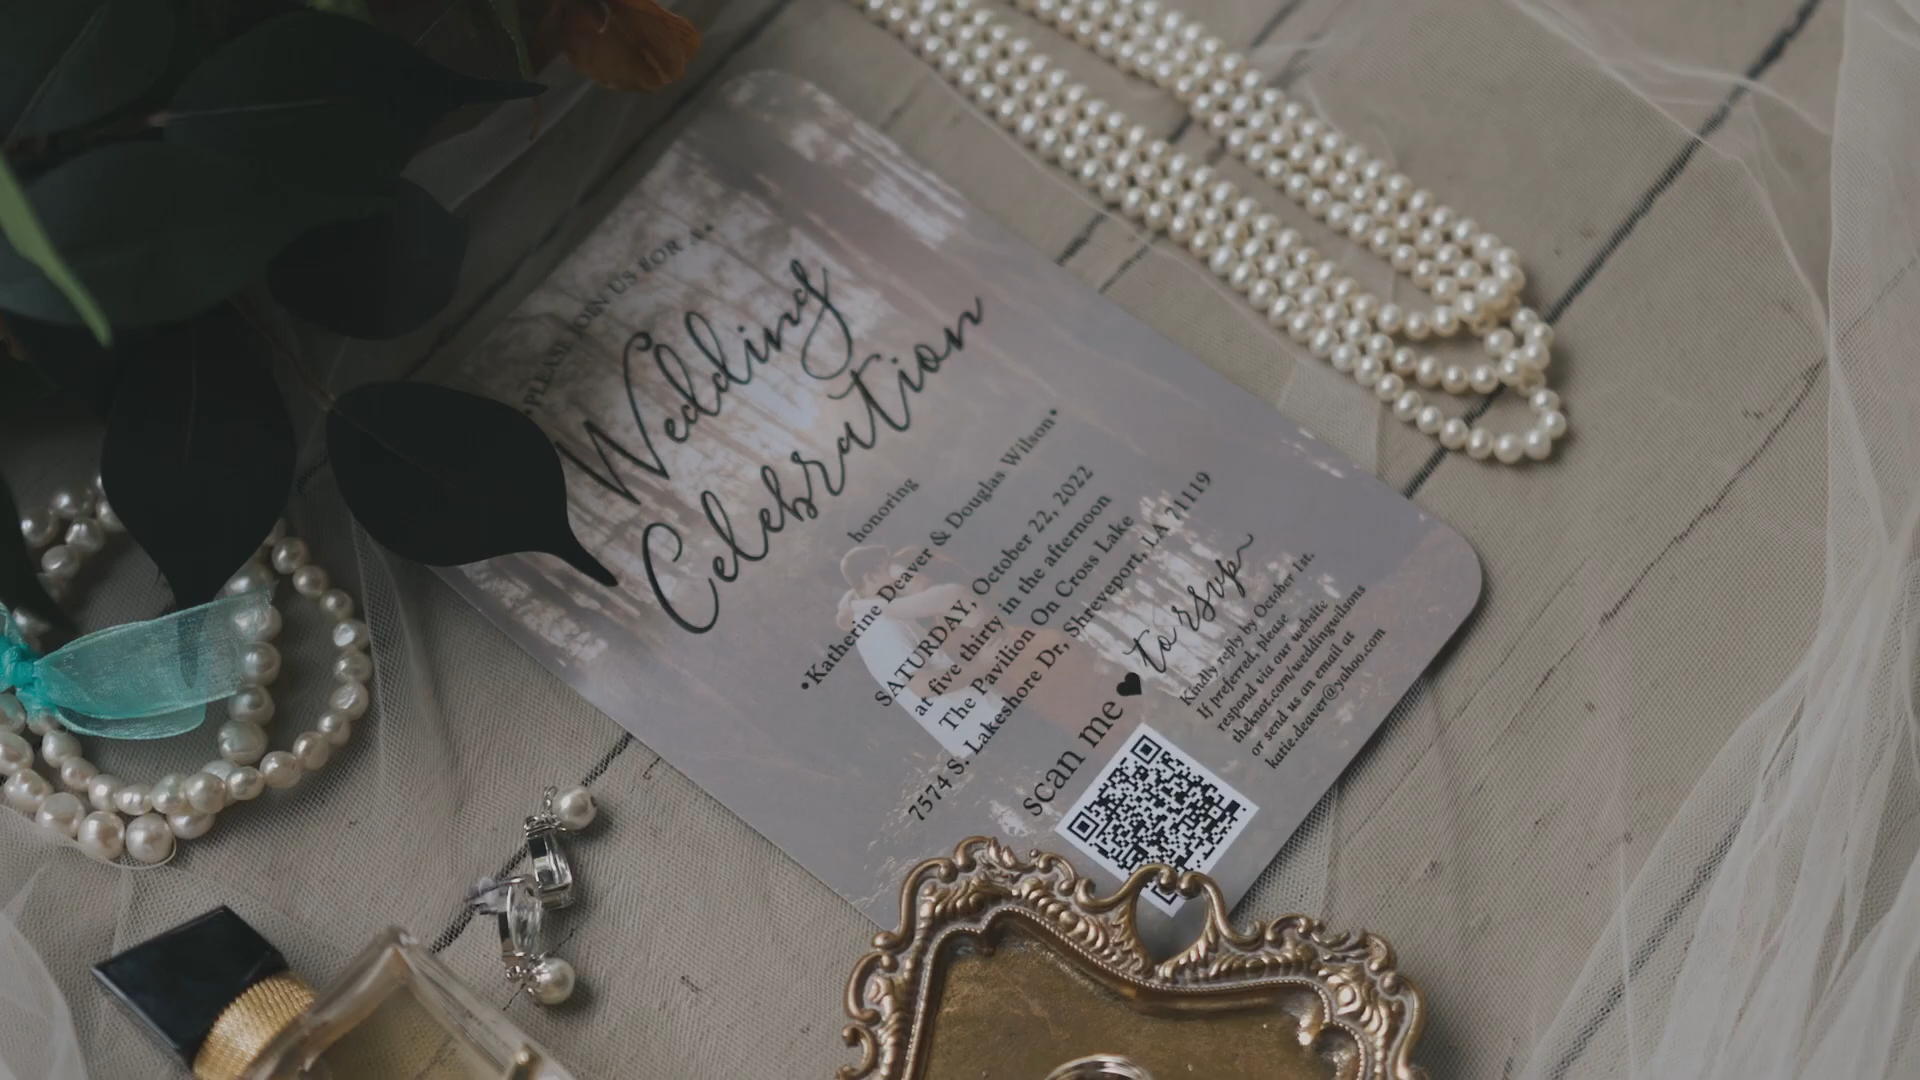 •PLEASE JOIN US FOR A•
Wedding
Celebration
honoring
•Katherine Deaver & Douglas Wilson•
SATURDAY, October 22, 2022
at five thirty in the afternoon
The Pavilion On Cross Lake
7574 S. Lakeshore Dr, Shreveport, LA 71119
scan me ♥ to rsvp
Kindly reply by October 1st.
If preferred, please
respond via our website
theknot.com/weddingwilsons
or send us an email at
katie.deaver@yahoo.com